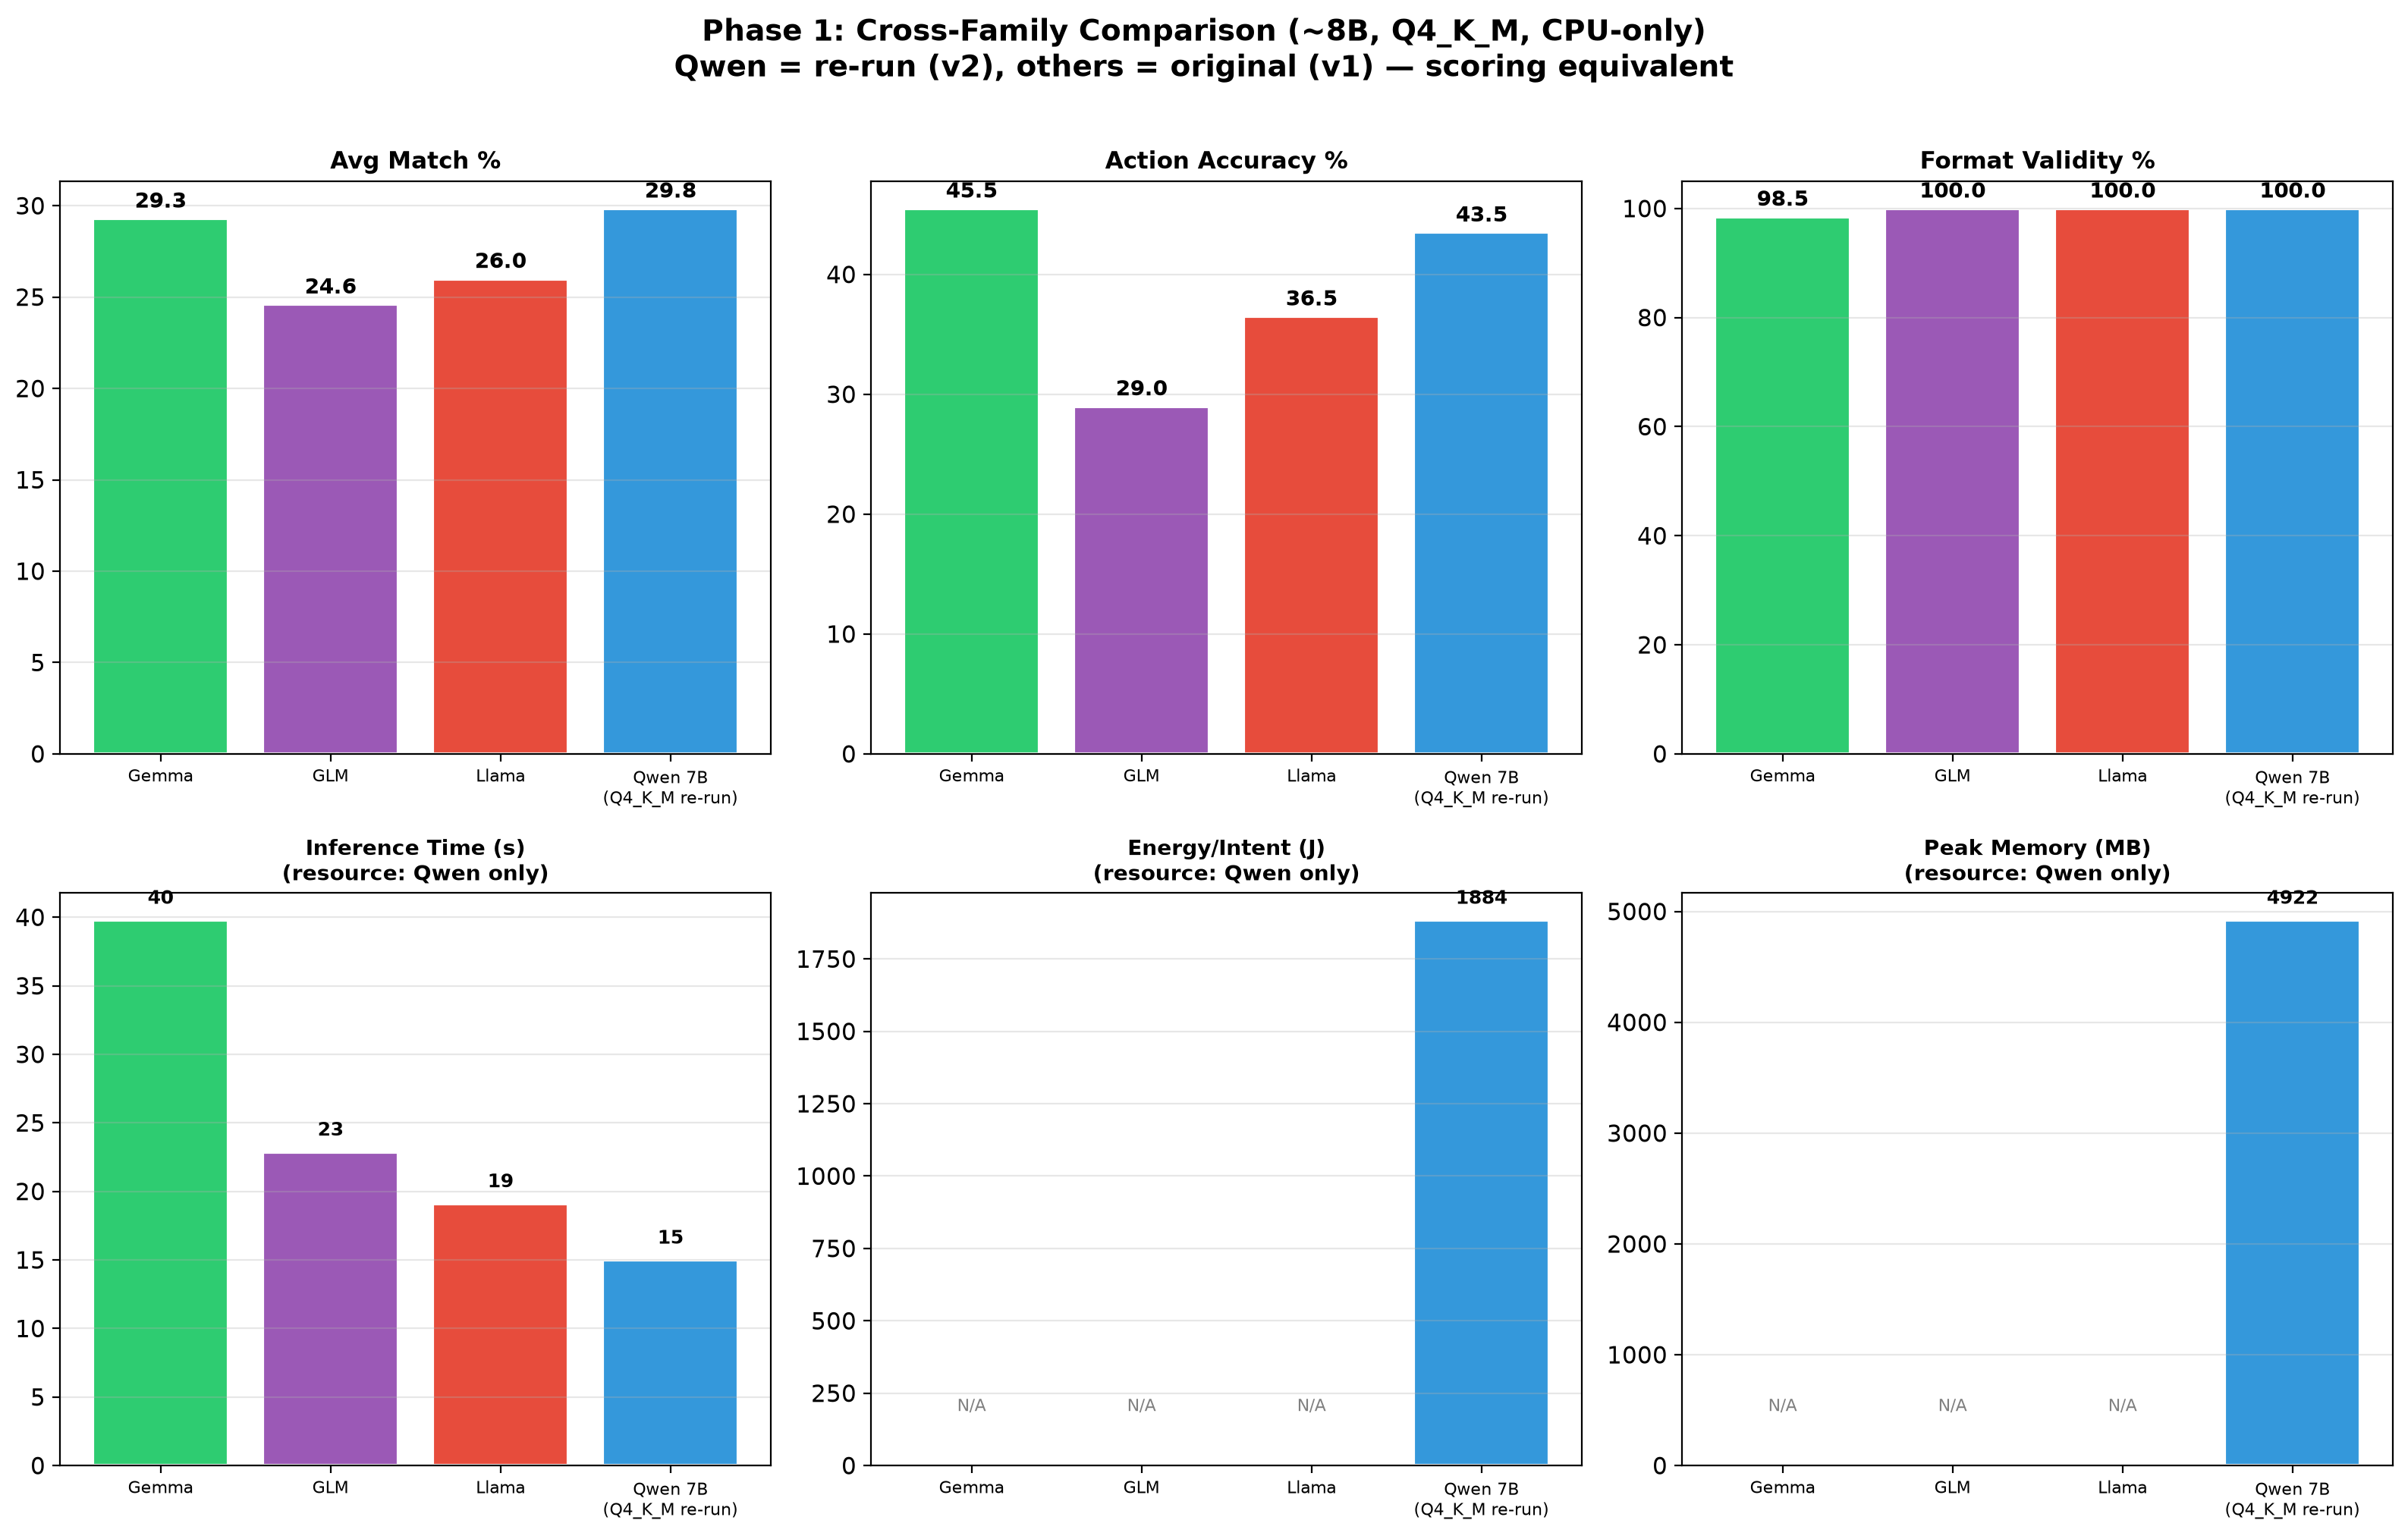 Phase 1: Cross-Family Comparison (~8B, Q4_K_M, CPU-only)
Qwen = re-run (v2), others = original (v1) — scoring equivalent
Avg Match %
30
25
20
15
10
5
0
29.3
24.6
26.0
29.8
Gemma
GLM
Llama
Qwen 7B
(Q4_K_M re-run)
Action Accuracy %
40
30
20
10
0
45.5
29.0
36.5
43.5
Gemma
GLM
Llama
Qwen 7B
(Q4_K_M re-run)
Format Validity %
100
80
60
40
20
0
98.5
100.0
100.0
100.0
Gemma
GLM
Llama
Qwen 7B
(Q4_K_M re-run)
Inference Time (s)
(resource: Qwen only)
40
35
30
25
20
15
10
5
0
40
23
19
15
Gemma
GLM
Llama
Qwen 7B
(Q4_K_M re-run)
Energy/Intent (J)
(resource: Qwen only)
1750
1500
1250
1000
750
500
250
0
N/A
N/A
N/A
1884
Gemma
GLM
Llama
Qwen 7B
(Q4_K_M re-run)
Peak Memory (MB)
(resource: Qwen only)
5000
4000
3000
2000
1000
0
N/A
N/A
N/A
4922
Gemma
GLM
Llama
Qwen 7B
(Q4_K_M re-run)